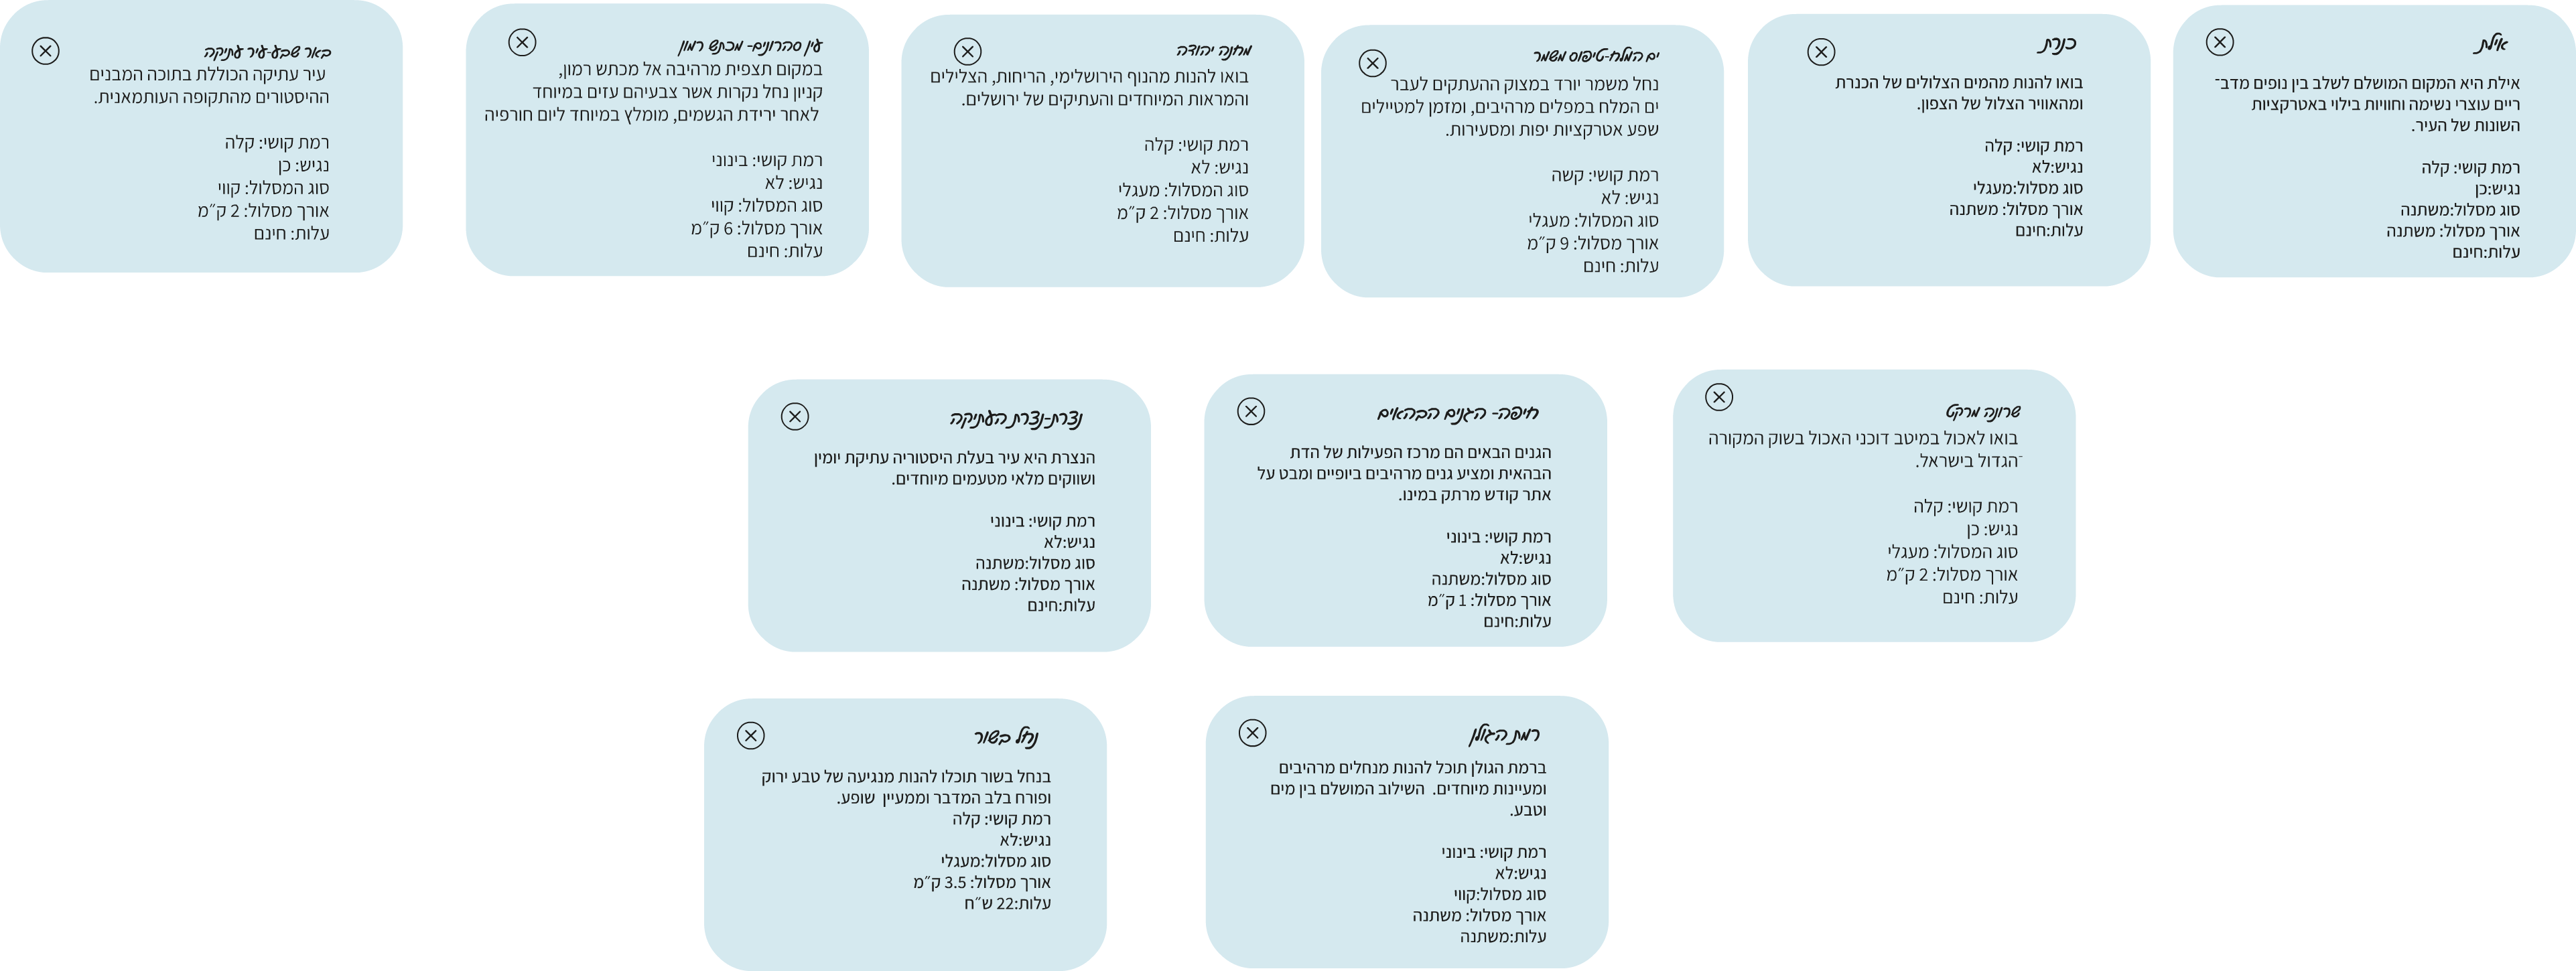 אילת
אילת היא המקום המושלם לשלב בין נופים מדב־
ריים עוצרי נשימה וחוויות בילוי באטרקציות
השונות של העיר.
רמת קושי: קלה
נגיש:כן
סוג מסלול:משתנה
אורך מסלול: משתנה
עלות:חינם
כנרת
בואו להנות מהמים הצלולים של הכנרת
ומהאוויר הצלול של הצפון.
רמת קושי: קלה
נגיש:לא
סוג מסלול:מעגלי
אורך מסלול: משתנה
עלות:חינם
ים המלח-טיפוס משמר
נחל משמר יורד במצוק ההעתקים לעבר
ים המלח במפלים מרהיבים, ומזמן למטיילים
שפע אטרקציות יפות ומסעירות.
רמת קושי: קשה
נגיש: לא
סוג המסלול: מעגלי
אורך מסלול: 9 ק״מ
עלות: חינם
מחנה יהודה
בואו להנות מהנוף הירושלימי, הריחות, הצלילים
והמראות המיוחדים והעתיקים של ירושלים.
רמת קושי: קלה
נגיש: לא
סוג המסלול: מעגלי
אורך מסלול: 2 ק״מ
עלות: חינם
עין סהרונים- מכתש רמון
במקום תצפית מרהיבה אל מכתש רמון,
קניון נחל נקרות אשר צבעיהם עזים במיוחד
לאחר ירידת הגשמים, מומלץ במיוחד ליום חורפיה
רמת קושי: בינוני
נגיש: לא
סוג המסלול: קווי
אורך מסלול: 6 ק״מ
עלות: חינם
באר שבע-עיר עתיקה
עיר עתיקה הכוללת בתוכה המבנים
ההיסטורים מהתקופה העותמאנית.
רמת קושי: קלה
נגיש: כן
סוג המסלול: קווי
אורך מסלול: 2 ק״מ
עלות: חינם
שרונה מרקט
בואו לאכול במיטב דוכני האכול בשוק המקורה
־הגדול בישראל.
רמת קושי: קלה
נגיש: כן
סוג המסלול: מעגלי
אורך מסלול: 2 ק״מ
עלות: חינם
חיפה- הגנים הבהאים
הגנים הבאים הם מרכז הפעילות של הדת
הבהאית ומציע גנים מרהיבים ביופיים ומבט על
אתר קודש מרתק במינו.
רמת קושי: בינוני
נגיש:לא
סוג מסלול:משתנה
אורך מסלול: 1 ק״מ
עלות:חינם
נצרת-נצרת העתיקה
הנצרת היא עיר בעלת היסטוריה עתיקת יומין
ושווקים מלאי מטעמים מיוחדים.
רמת קושי: בינוני
נגיש:לא
סוג מסלול:משתנה
אורך מסלול: משתנה
עלות:חינם
רמת הגולן
ברמת הגולן תוכל להנות מנחלים מרהיבים
ומעיינות מיוחדים.  השילוב המושלם בין מים
וטבע.
רמת קושי: בינוני
נגיש:לא
סוג מסלול:קווי
אורך מסלול: משתנה
עלות:משתנה
נחל בשור
בנחל בשור תוכלו להנות מנגיעה של טבע ירוק
ופורח בלב המדבר וממעיין  שופע.
רמת קושי: קלה
נגיש:לא
סוג מסלול:מעגלי
אורך מסלול: 3.5 ק״מ
עלות:22 ש״ח